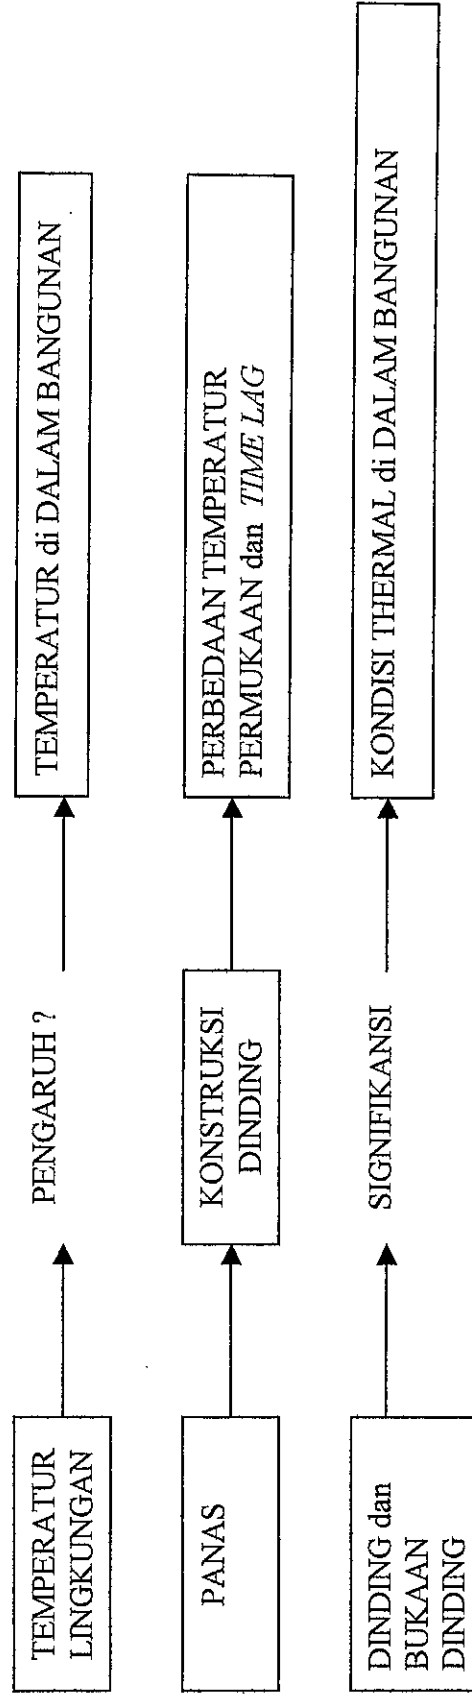 TEMPERATUR
LINGKUNGAN
PENGARUH ?
TEMPERATUR di DALAM BANGUNAN
PANAS
KONSTRUKSI
DINDING
PERBEDAAN TEMPERATUR
PERMUKAAN dan TIME LAG
DINDING dan
BUKAAN
DINDING
SIGNIFIKANSI
KONDISI THERMAL di DALAM BANGUNAN